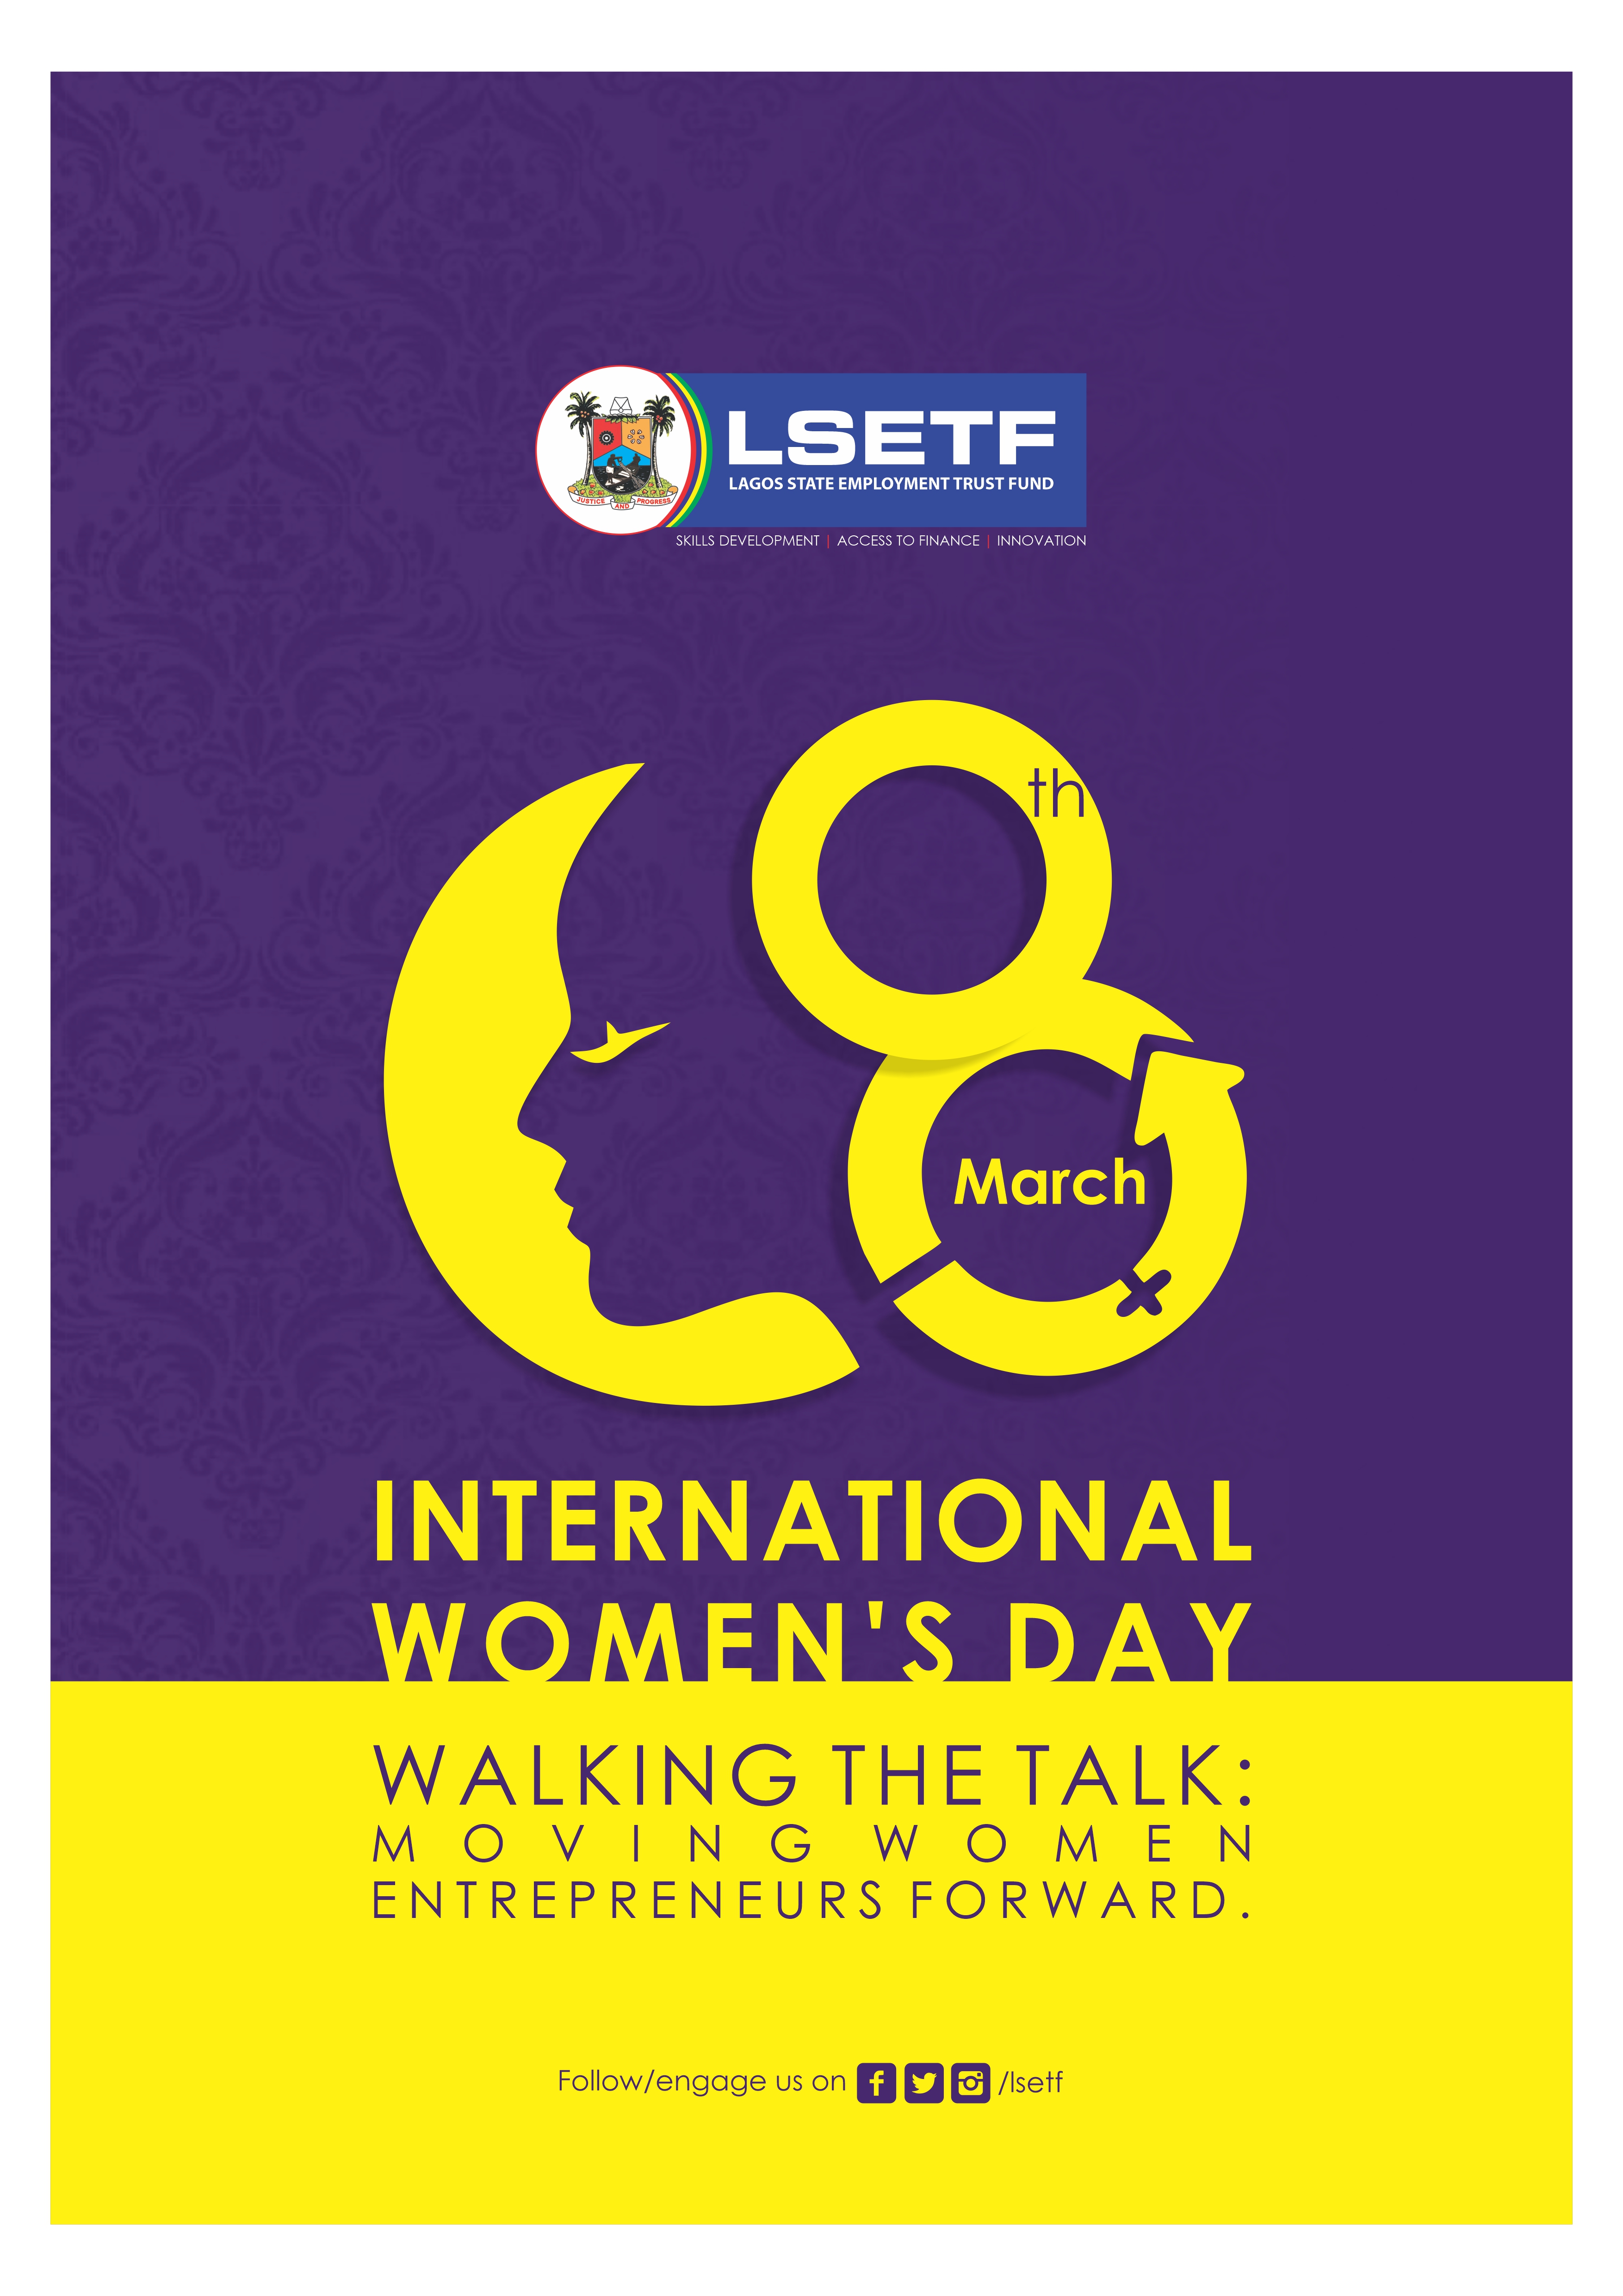 LSETF
LAGOS STATE EMPLOYMENT TRUST FUND
JUSTICE AND PROGRESS
SKILLS DEVELOPMENT | ACCESS TO FINANCE | INNOVATION
8th
March
INTERNATIONAL
WOMEN'S DAY
WALKING THE TALK:
MOVING WOMEN
ENTREPRENEURS FORWARD.
Follow/engage us on /lsetf